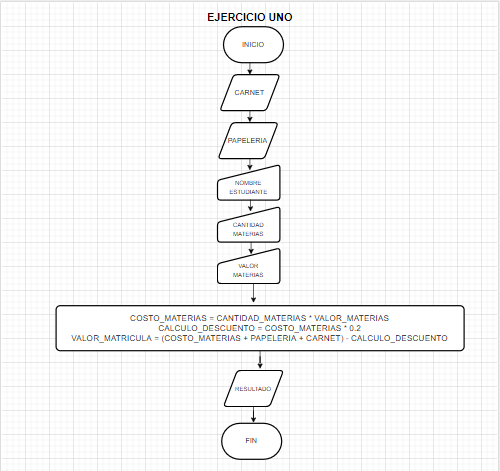 EJERCICIO UNO
INICIO
CARNET
PAPELERIA
NOMBRE
ESTUDIANTE
CANTIDAD
MATERIAS
VALOR
MATERIAS
COSTO_MATERIAS = CANTIDAD_MATERIAS * VALOR_MATERIAS
CALCULO_DESCUENTO = COSTO_MATERIAS * 0.2
VALOR_MATRICULA = (COSTO_MATERIAS + PAPELERIA + CARNET) - CALCULO_DESCUENTO
RESULTADO
FIN